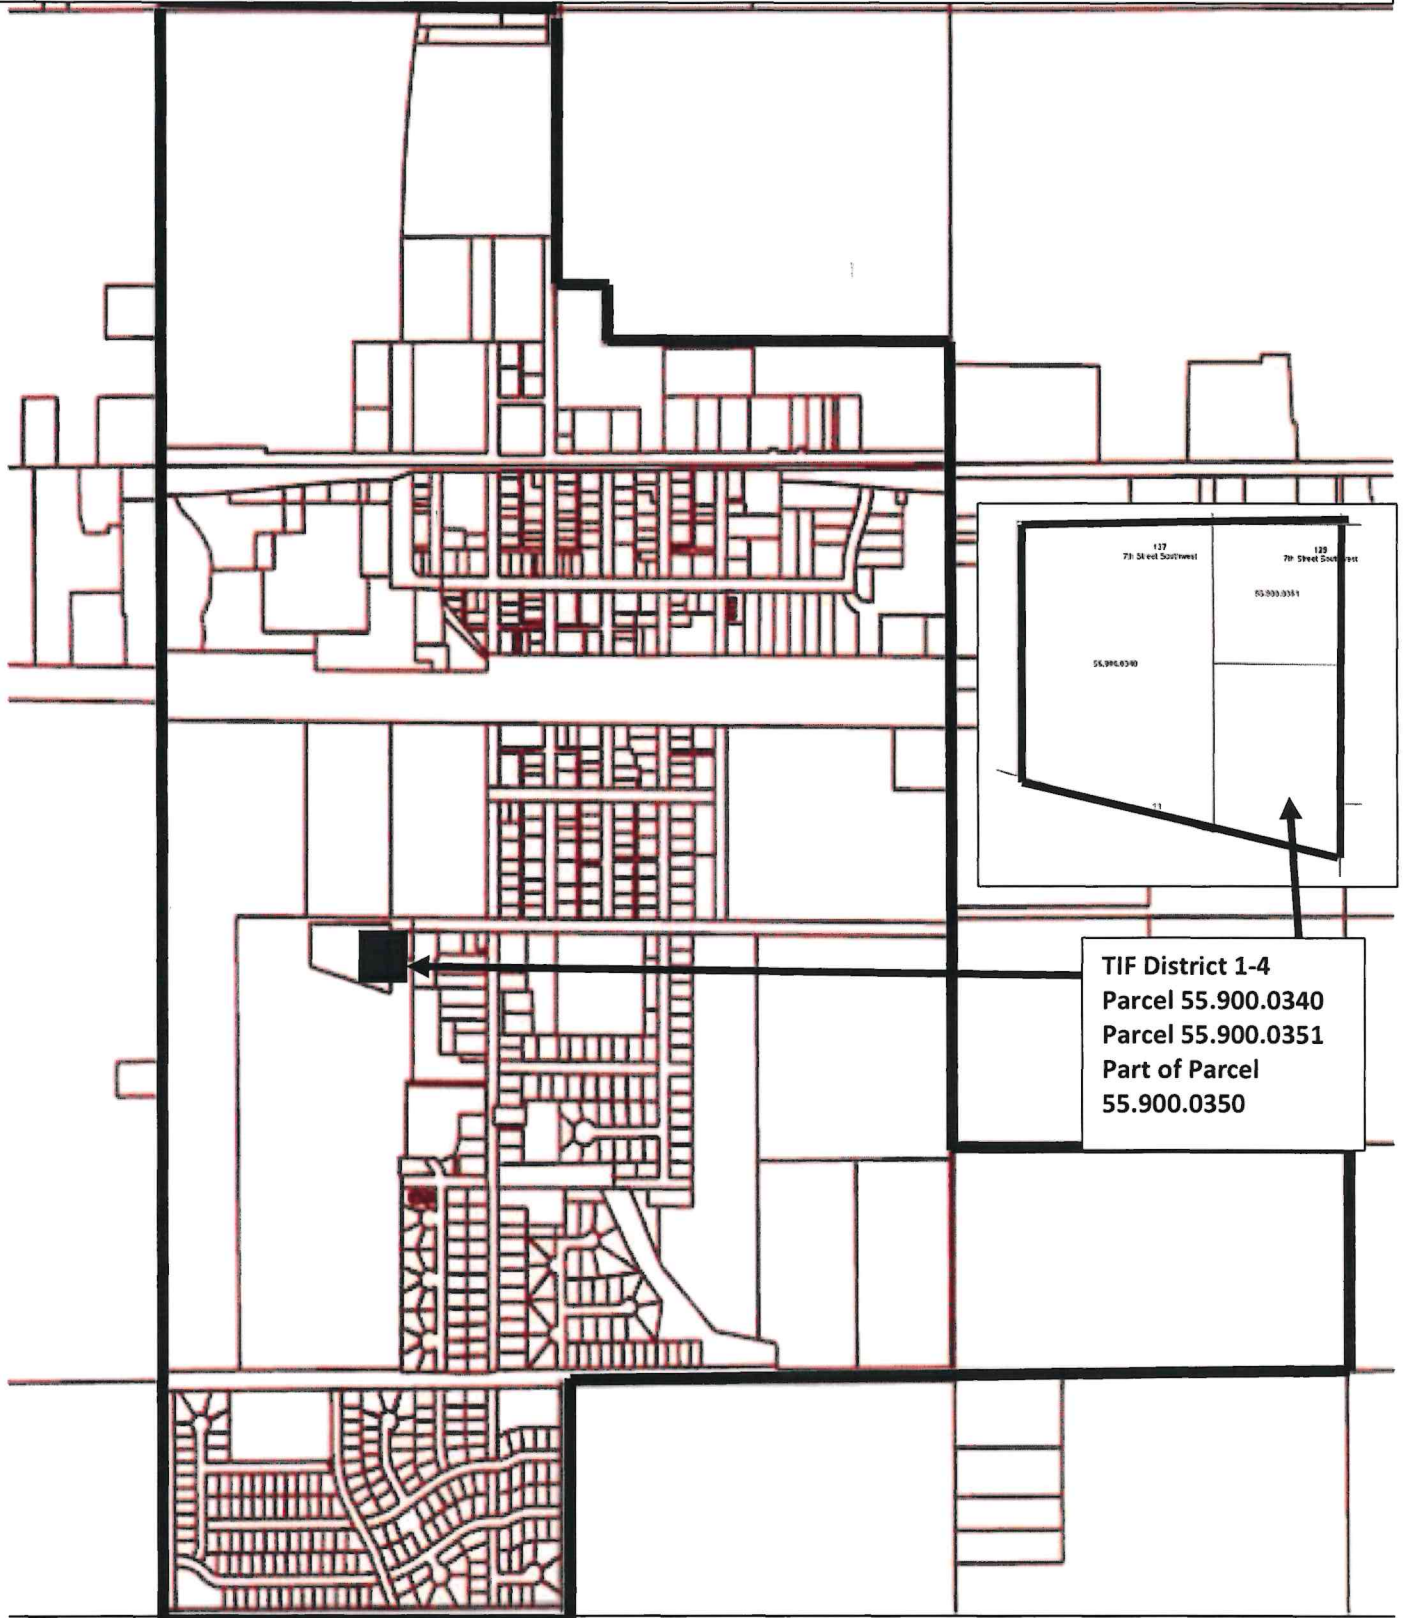 137
7th Street Southwest
129
7th Street Southwest
55.900.0351
55.900.0340
TIF District 1-4
Parcel 55.900.0340
Parcel 55.900.0351
Part of Parcel
55.900.0350